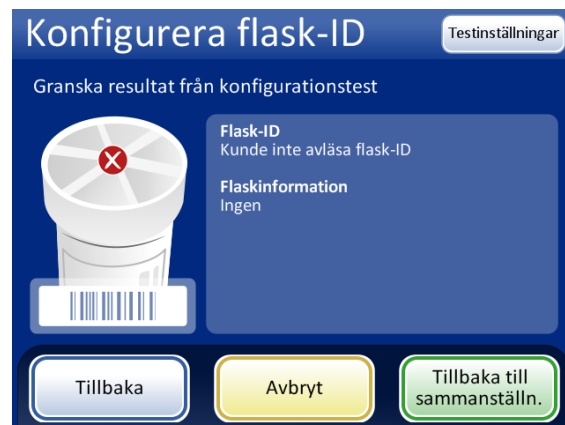 Konfigurera flask-ID
Testinställningar
Granska resultat från konfigurationstest
Flask-ID
Kunde inte avläsa flask-ID
Flaskinformation
Ingen
Tillbaka
Avbryt
Tillbaka till
sammanställn.